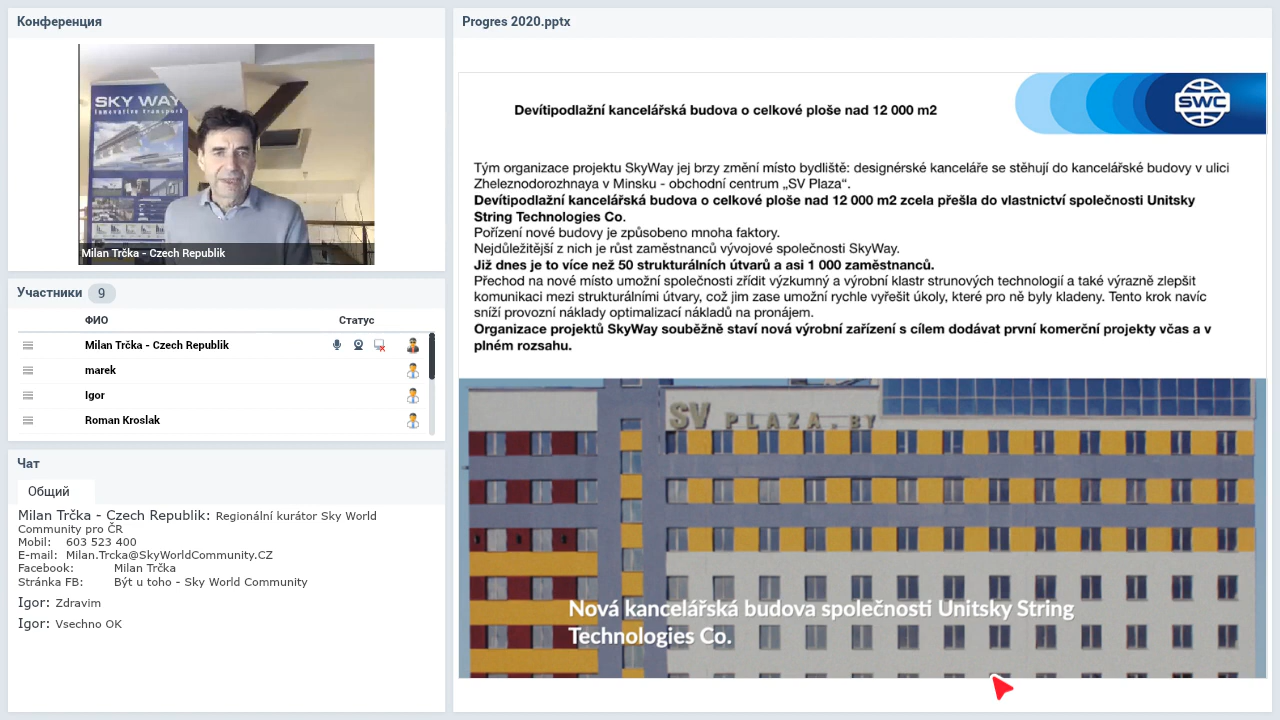 Конференция
SKY WAY
innovative transport
Milan Trčka - Czech Republik
Участники 9
ФИО Статус
Milan Trčka - Czech Republik
marek
Igor
Roman Kroslak
Чат
Общий
Milan Trčka - Czech Republik: Regionální kurátor Sky World
Community pro ČR
Mobil: 603 523 400
E-mail: Milan.Trcka@SkyWorldCommunity.CZ
Facebook: Milan Trčka
Stránka FB: Být u toho - Sky World Community
Igor: Zdravim
Igor: Vsechno OK
Progres 2020.pptx
Devítipodlažní kancelářská budova o celkové ploše nad 12 000 m2
SWC
Tým organizace projektu SkyWay jej brzy změní místo bydliště: designérské kanceláře se stěhují do kancelářské budovy v ulici
Zheleznodorozhnaya v Minsku - obchodní centrum „SV Plaza“.
Devítipodlažní kancelářská budova o celkové ploše nad 12 000 m2 zcela přešla do vlastnictví společnosti Unitsky
String Technologies Co.
Pořízení nové budovy je způsobeno mnoha faktory.
Nejdůležitější z nich je růst zaměstnanců vývojové společnosti SkyWay.
Již dnes je to více než 50 strukturálních útvarů a asi 1 000 zaměstnanců.
Přechod na nové místo umožní společnosti zřídit výzkumný a výrobní klastr strunových technologií a také výrazně zlepšit
komunikaci mezi strukturálními útvary, což jim zase umožní rychle vyřešit úkoly, které pro ně byly kladeny. Tento krok navíc
sníží provozní náklady optimalizací nákladů na pronájem.
Organizace projektů SkyWay souběžně staví nová výrobní zařízení s cílem dodávat první komerční projekty včas a v
plném rozsahu.
SV PLAZA.BY
Nová kancelářská budova společnosti Unitsky String
Technologies Co.